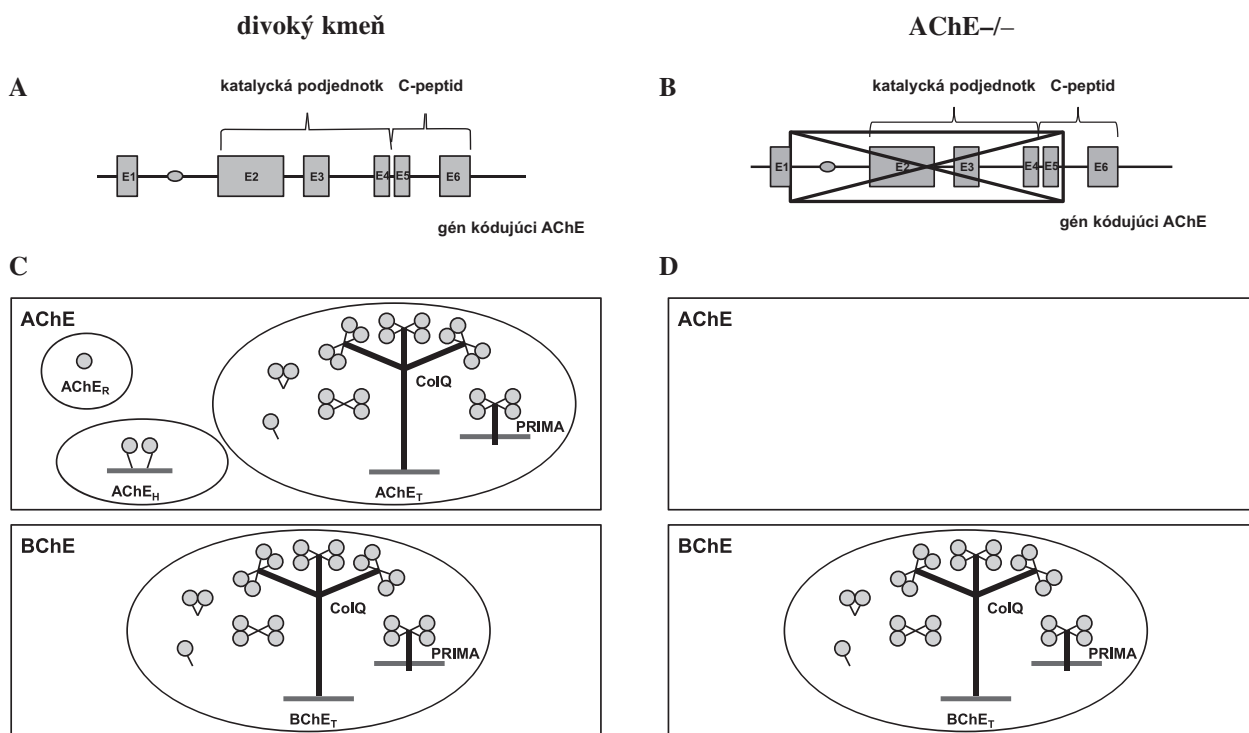 divoký kmeň
AChE–/–
A
katalycká podjednotk C-peptid
E1 E2 E3 E4 E5 E6
gén kódujúci AChE
B
katalycká podjednotk C-peptid
E1 E2 E3 E4 E5 E6
gén kódujúci AChE
C
AChE
AChER
AChEH
ColQ
PRIMA
AChET
BChE
ColQ
PRIMA
BChET
D
AChE
BChE
ColQ
PRIMA
BChET